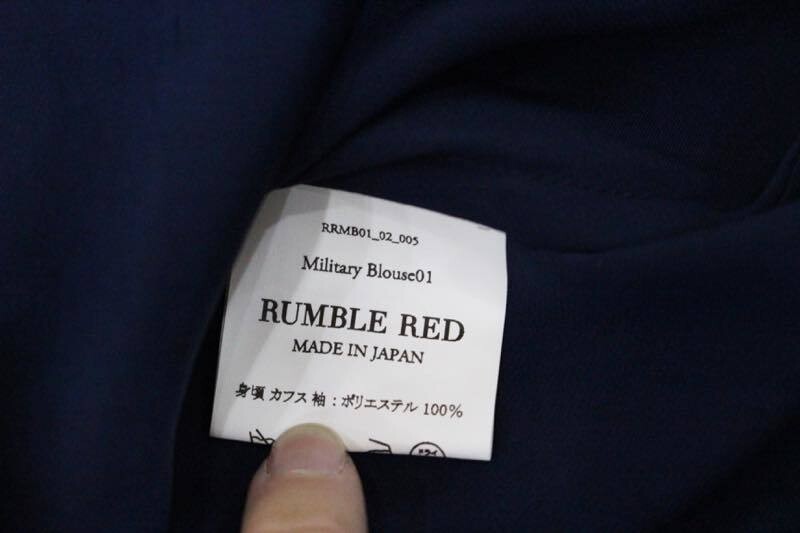 RRMB01_02_005
Military Blouse01
RUMBLE RED
MADE IN JAPAN
身頃 カフス 袖 : ポリエステル 100%